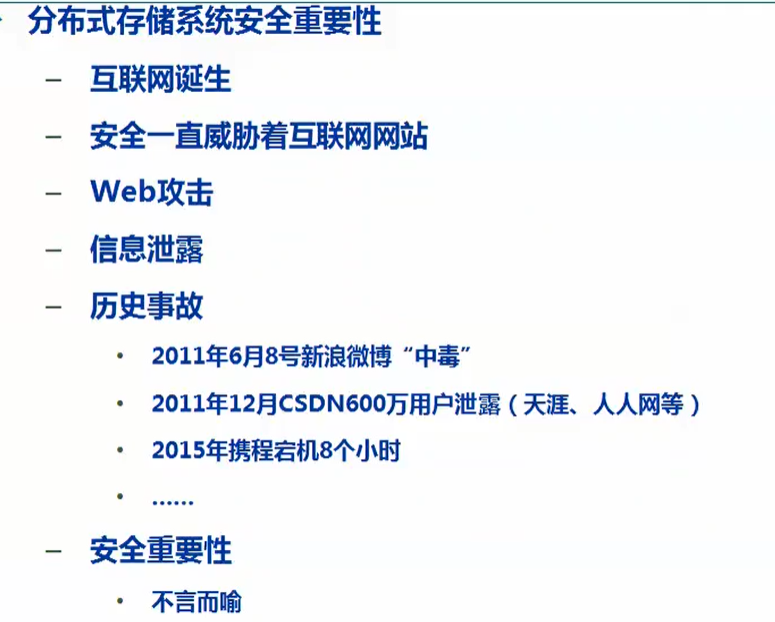 分布式存储系统安全重要性
– 互联网诞生
– 安全一直威胁着互联网网站
– Web攻击
– 信息泄露
– 历史事故
• 2011年6月8号新浪微博“中毒”
• 2011年12月CSDN600万用户泄露（天涯、人人网等）
• 2015年携程宕机8个小时
• ……
– 安全重要性
• 不言而喻